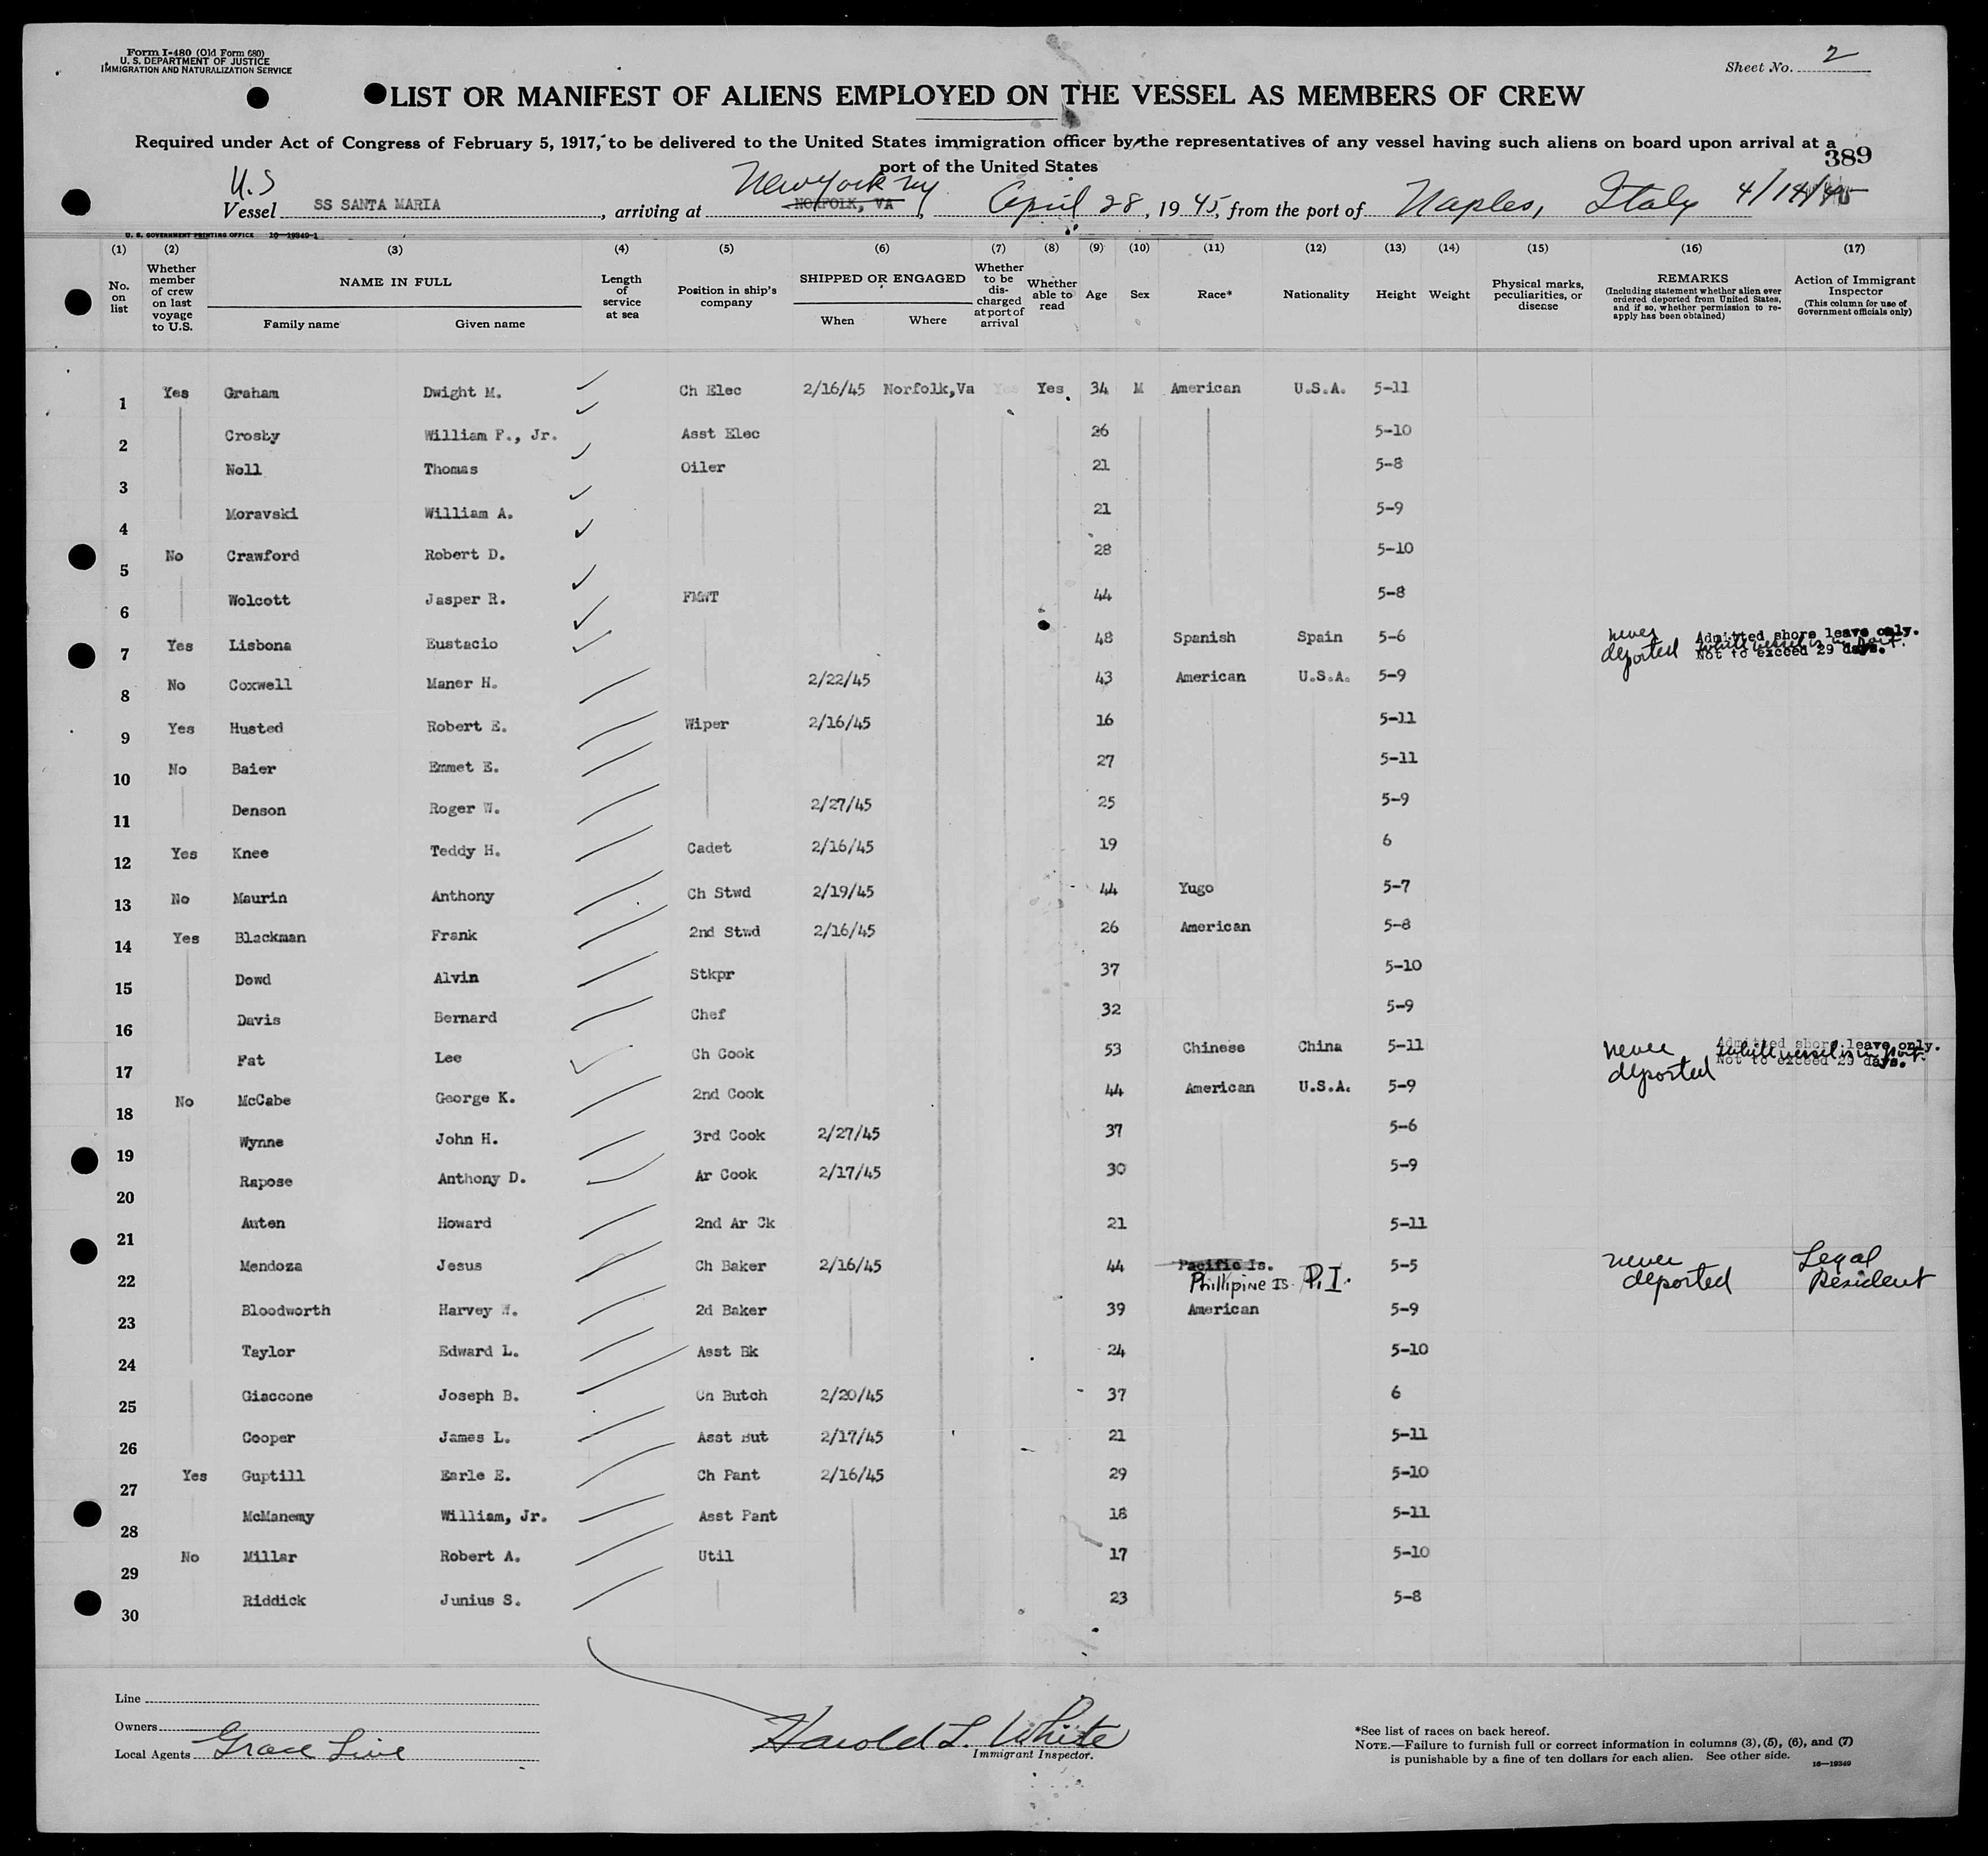 Form I-480 (Old Form 680)
U. S. DEPARTMENT OF JUSTICE
IMMIGRATION AND NATURALIZATION SERVICE
Sheet No. 2
LIST OR MANIFEST OF ALIENS EMPLOYED ON THE VESSEL AS MEMBERS OF CREW
Required under Act of Congress of February 5, 1917, to be delivered to the United States immigration officer by the representatives of any vessel having such aliens on board upon arrival at a
port of the United States
389
U.S New York NY
Vessel SS SANTA MARIA, arriving at NORFOLK, VA, April 28, 1945, from the port of Naples, Italy 4/14/45
U. S. GOVERNMENT PRINTING OFFICE 16—19349-1
(1) (2) (3) (4) (5) (6) (7) (8) (9) (10) (11) (12) (13) (14) (15) (16) (17)
No. on list
Whether member of crew on last voyage to U.S.
NAME IN FULL
Family name Given name
Length of service at sea
Position in ship's company
SHIPPED OR ENGAGED
When Where
Whether to be discharged at port of arrival
Whether able to read
Age
Sex
Race*
Nationality
Height
Weight
Physical marks, peculiarities, or disease
REMARKS
(Including statement whether alien ever ordered deported from United States, and if so, whether permission to re-apply has been obtained)
Action of Immigrant Inspector
(This column for use of Government officials only)
1 Yes Graham Dwight M. Ch Elec 2/16/45 Norfolk,Va Yes Yes 34 M American U.S.A. 5-11
2 Crosby William F., Jr. Asst Elec 26 5-10
3 Noll Thomas Oiler 21 5-8
4 Moravski William A. 21 5-9
5 No Crawford Robert D. 28 5-10
6 Wolcott Jasper R. FMWT 44 5-8
7 Yes Lisbona Eustacio 48 Spanish Spain 5-6 never deported Admitted shore leave only. while vessel is in port. Not to exceed 29 days.
8 No Coxwell Maner H. 2/22/45 43 American U.S.A. 5-9
9 Yes Husted Robert E. Wiper 2/16/45 16 5-11
10 No Baier Emmet E. 27 5-11
11 Denson Roger W. 2/27/45 25 5-9
12 Yes Knee Teddy H. Cadet 2/16/45 19 6
13 No Maurin Anthony Ch Stwd 2/19/45 44 Yugo 5-7
14 Yes Blackman Frank 2nd Stwd 2/16/45 26 American 5-8
15 Dowd Alvin Stkpr 37 5-10
16 Davis Bernard Chef 32 5-9
17 Fat Lee Ch Cook 53 Chinese China 5-11 never deported Admitted shore leave only. while vessel is in port. Not to exceed 29 days.
18 No McCabe George K. 2nd Cook 44 American U.S.A. 5-9
19 Wynne John H. 3rd Cook 2/27/45 37 5-6
20 Rapose Anthony D. Ar Cook 2/17/45 30 5-9
21 Auten Howard 2nd Ar Ck 21 5-11
22 Mendoza Jesus Ch Baker 2/16/45 44 Pacific Is. Phillipine Is P.I. 5-5 never deported Legal Resident
23 Bloodworth Harvey W. 2d Baker 39 American 5-9
24 Taylor Edward L. Asst Bk 24 5-10
25 Giaccone Joseph B. Ch Butch 2/20/45 37 6
26 Cooper James L. Asst But 2/17/45 21 5-11
27 Yes Guptill Earle E. Ch Pant 2/16/45 29 5-10
28 McManemy William, Jr. Asst Pant 18 5-11
29 No Millar Robert A. Util 17 5-10
30 Riddick Junius S. 23 5-8
Line
Owners
Local Agents Grace Line
Harold L. White
Immigrant Inspector.
*See list of races on back hereof.
NOTE.—Failure to furnish full or correct information in columns (3), (5), (6), and (7)
is punishable by a fine of ten dollars for each alien. See other side.
16—19349